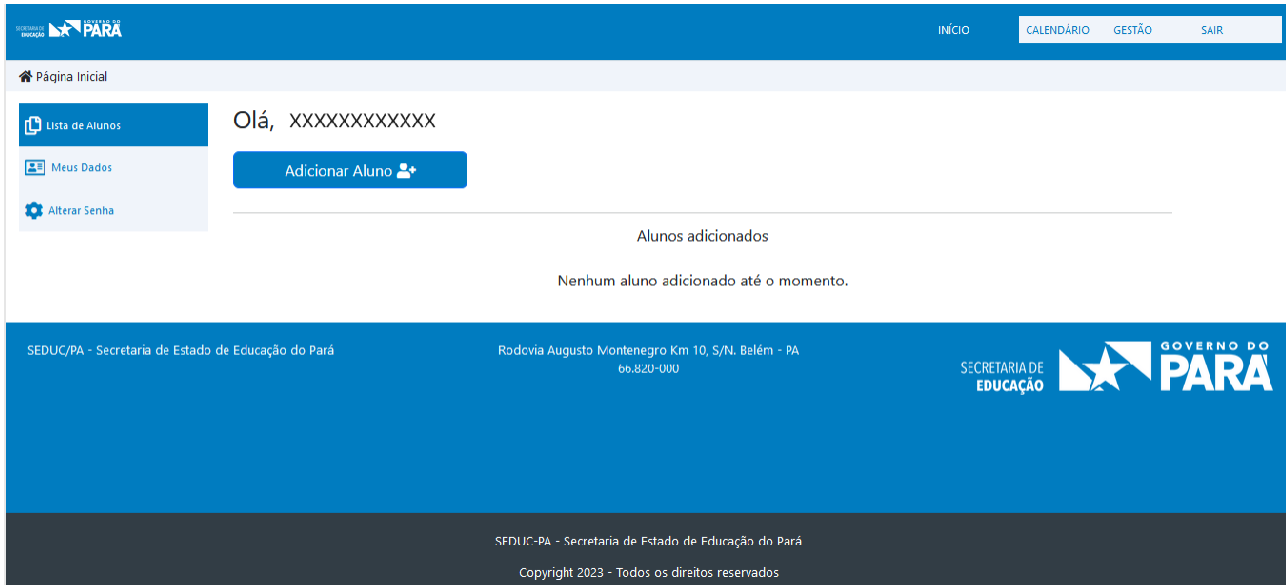 SECRETARIA DE
EDUCAÇÃO
GOVERNO DO
PARÁ
INÍCIO
CALENDÁRIO
GESTÃO
SAIR
Página Inicial
Lista de Alunos
Meus Dados
Alterar Senha
Olá, XXXXXXXXXXXX
Adicionar Aluno
Alunos adicionados
Nenhum aluno adicionado até o momento.
SEDUC/PA - Secretaria de Estado de Educação do Pará
Rodovia Augusto Montenegro Km 10, S/N. Belém - PA
66.820-000
SECRETARIA DE
EDUCAÇÃO
GOVERNO DO
PARÁ
SEDUC-PA - Secretaria de Estado de Educação do Pará
Copyright 2023 - Todos os direitos reservados